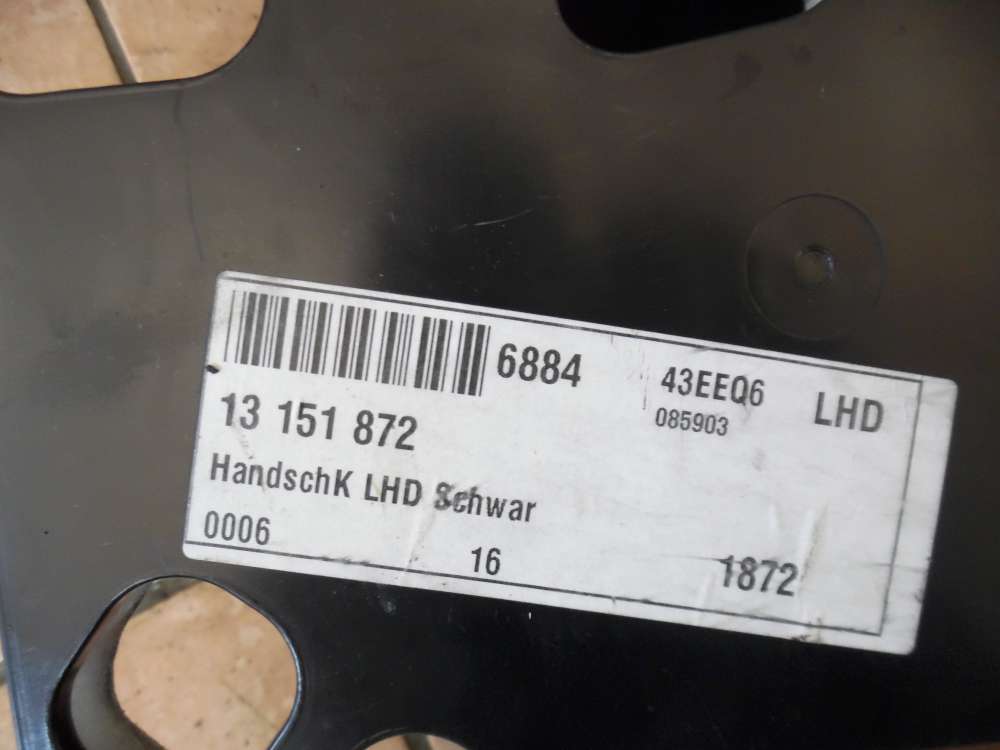 6884 43EEQ6 LHD
085903
13 151 872
HandschK LHD Schwar
0006 16 1872